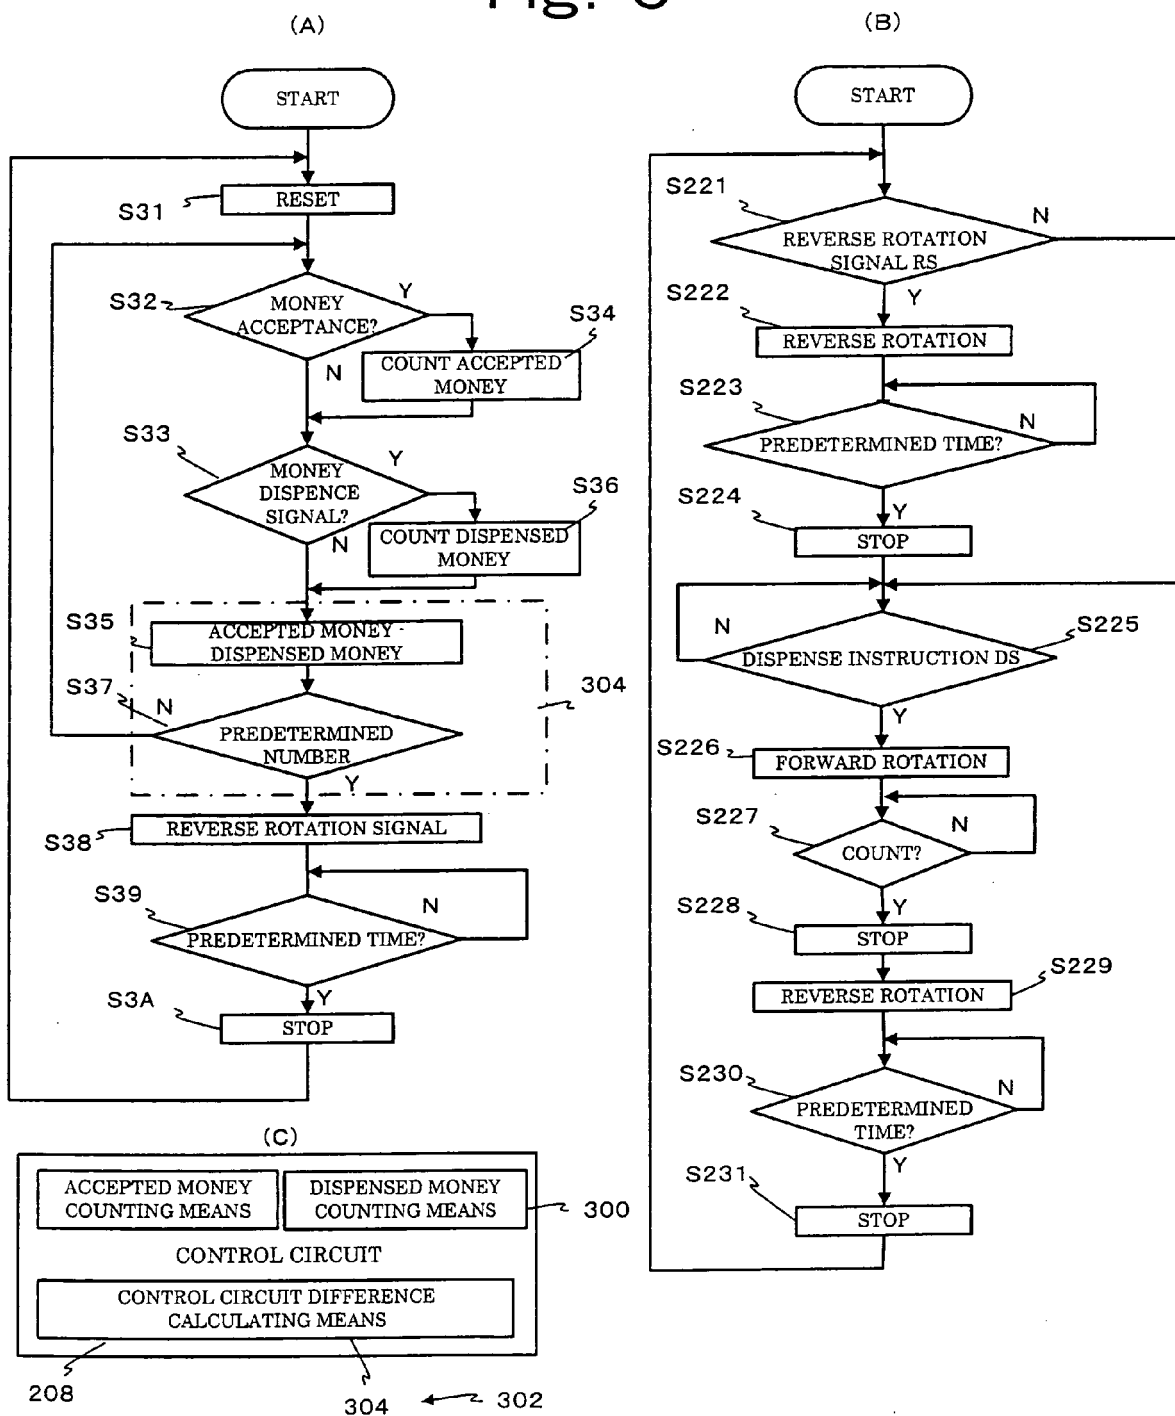 (A)
START
S31
RESET
S32
MONEY
ACCEPTANCE?
Y
N
S34
COUNT ACCEPTED
MONEY
S33
MONEY
DISPENCE
SIGNAL?
Y
N
S36
COUNT DISPENSED
MONEY
S35
ACCEPTED MONEY -
DISPENSED MONEY
S37
N
PREDETERMINED
NUMBER
Y
304
S38
REVERSE ROTATION SIGNAL
S39
PREDETERMINED TIME?
N
Y
S3A
STOP
(B)
START
S221
REVERSE ROTATION
SIGNAL RS
N
Y
S222
REVERSE ROTATION
S223
PREDETERMINED TIME?
N
Y
S224
STOP
N
DISPENSE INSTRUCTION DS
S225
Y
S226
FORWARD ROTATION
S227
COUNT?
N
Y
S228
STOP
S229
REVERSE ROTATION
S230
PREDETERMINED
TIME?
N
Y
S231
STOP
(C)
ACCEPTED MONEY
COUNTING MEANS
DISPENSED MONEY
COUNTING MEANS
300
CONTROL CIRCUIT
CONTROL CIRCUIT DIFFERENCE
CALCULATING MEANS
208
304
302